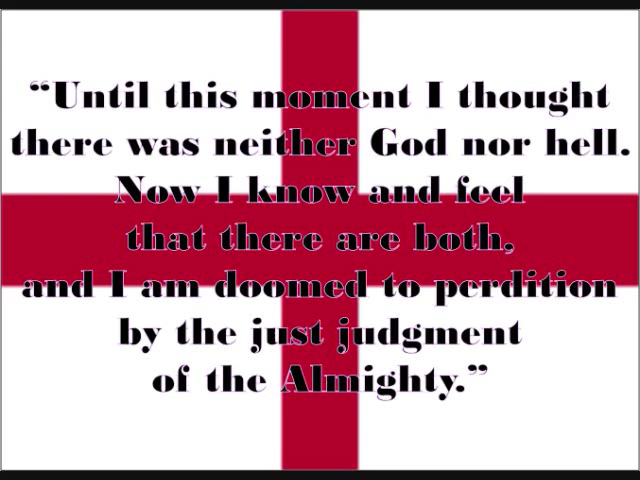 “Until this moment I thought
there was neither God nor hell.
Now I know and feel
that there are both,
and I am doomed to perdition
by the just judgment
of the Almighty.”